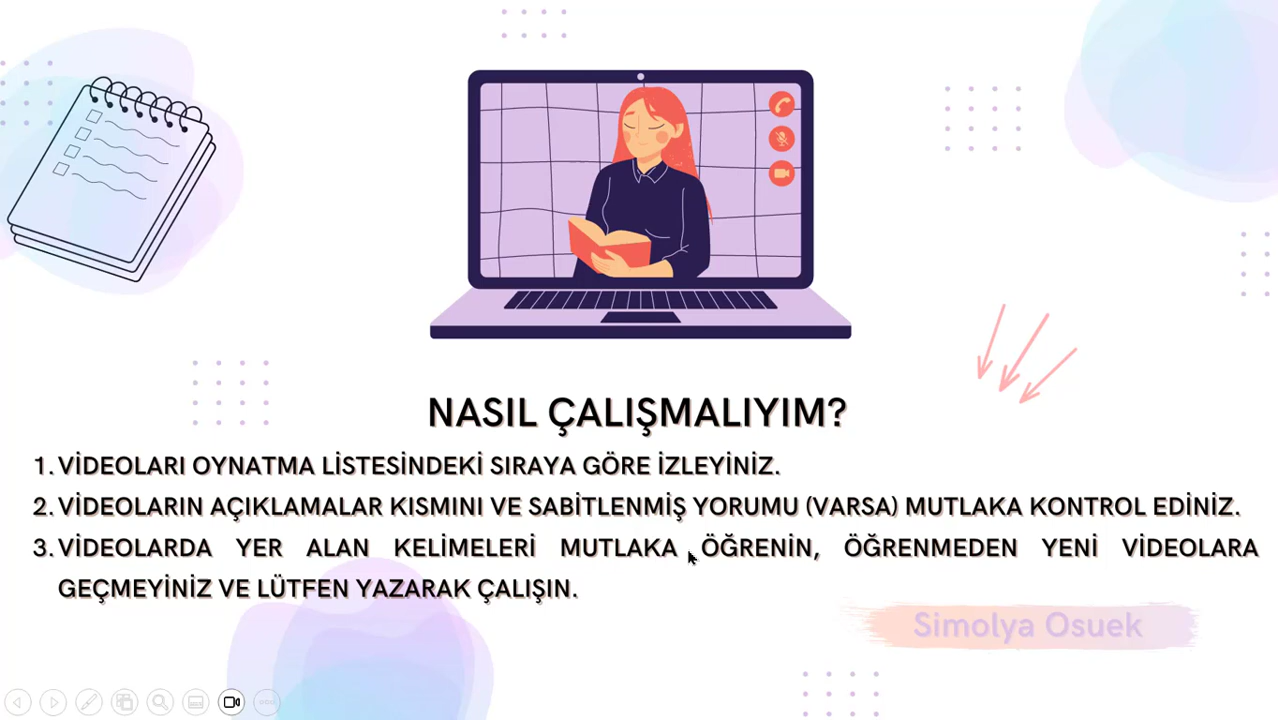 NASIL ÇALIŞMALIYIM?
1. VİDEOLARI OYNATMA LİSTESİNDEKİ SIRAYA GÖRE İZLEYİNİZ.
2. VİDEOLARIN AÇIKLAMALAR KISMINI VE SABİTLENMİŞ YORUMU (VARSA) MUTLAKA KONTROL EDİNİZ.
3. VİDEOLARDA YER ALAN KELİMELERİ MUTLAKA ÖĞRENİN, ÖĞRENMEDEN YENİ VİDEOLARA
GEÇMEYİNİZ VE LÜTFEN YAZARAK ÇALIŞIN.
Simolya Osuek